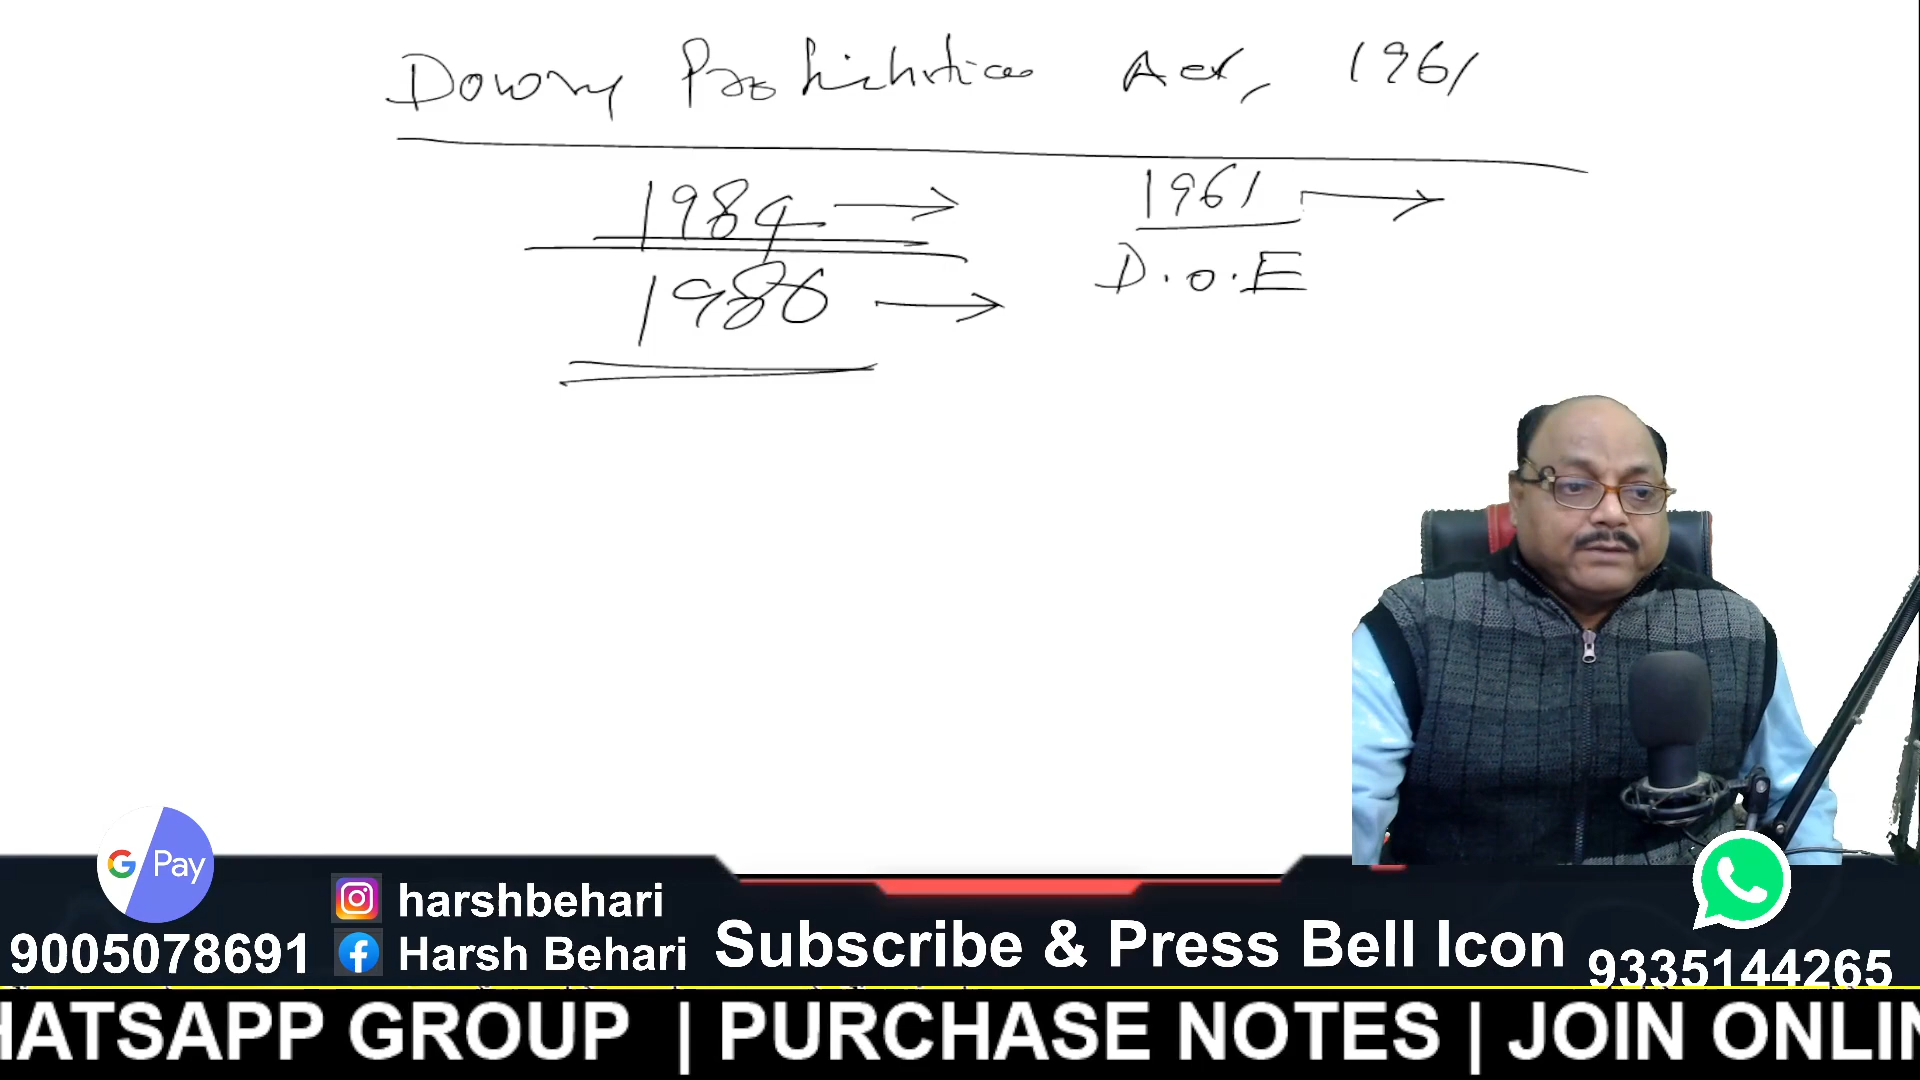 Dowry Prohibition Act, 1961
1984 → 1961 →
D.O.E
1986 →
G Pay
9005078691
harshbehari
Harsh Behari
Subscribe & Press Bell Icon
9335144265
HATSAPP GROUP | PURCHASE NOTES | JOIN ONLIN